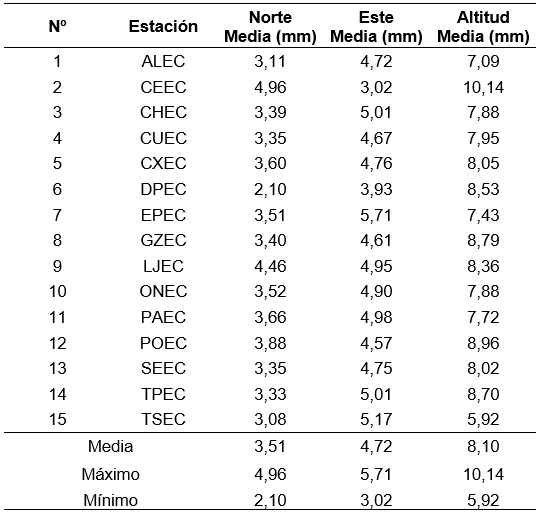 Nº Estación Norte Media (mm) Este Media (mm) Altitud Media (mm)
1 ALEC 3,11 4,72 7,09
2 CEEC 4,96 3,02 10,14
3 CHEC 3,39 5,01 7,88
4 CUEC 3,35 4,67 7,95
5 CXEC 3,60 4,76 8,05
6 DPEC 2,10 3,93 8,53
7 EPEC 3,51 5,71 7,43
8 GZEC 3,40 4,61 8,79
9 LJEC 4,46 4,95 8,36
10 ONEC 3,52 4,90 7,88
11 PAEC 3,66 4,98 7,72
12 POEC 3,88 4,57 8,96
13 SEEC 3,35 4,75 8,02
14 TPEC 3,33 5,01 8,70
15 TSEC 3,08 5,17 5,92
Media 3,51 4,72 8,10
Máximo 4,96 5,71 10,14
Mínimo 2,10 3,02 5,92